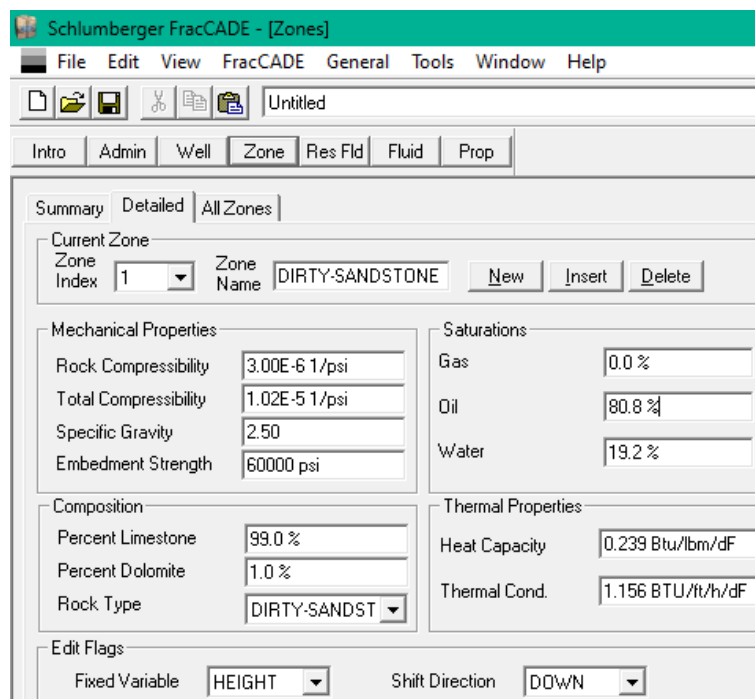 Schlumberger FracCADE - [Zones]
File Edit View FracCADE General Tools Window Help
Untitled
Intro Admin Well Zone Res Fld Fluid Prop
Summary Detailed All Zones
Current Zone
Zone Index 1 Zone Name DIRTY-SANDSTONE New Insert Delete
Mechanical Properties
Rock Compressibility 3.00E-6 1/psi
Total Compressibility 1.02E-5 1/psi
Specific Gravity 2.50
Embedment Strength 60000 psi
Saturations
Gas 0.0 %
Oil 80.8 %
Water 19.2 %
Composition
Percent Limestone 99.0 %
Percent Dolomite 1.0 %
Rock Type DIRTY-SANDST
Thermal Properties
Heat Capacity 0.239 Btu/lbm/dF
Thermal Cond. 1.156 BTU/ft/h/dF
Edit Flags
Fixed Variable HEIGHT Shift Direction DOWN